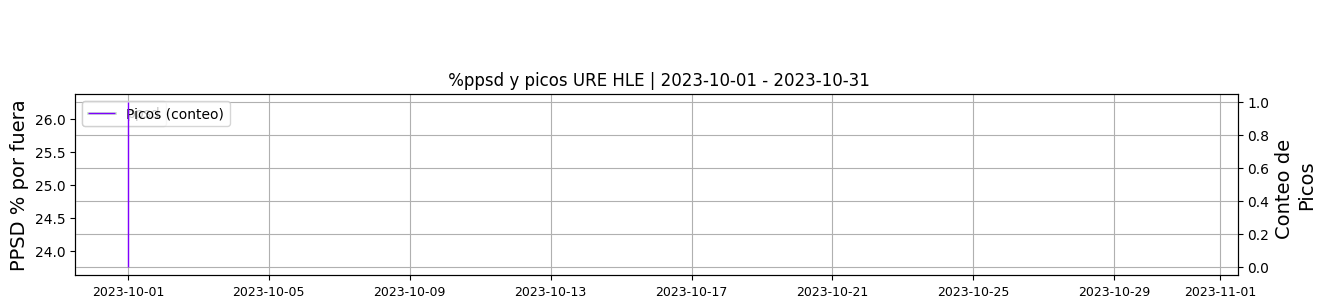 %ppsd y picos URE HLE | 2023-10-01 - 2023-10-31
Picos (conteo)
PPSD % por fuera
26.0
25.5
25.0
24.5
24.0
1.0
0.8
0.6
0.4
0.2
0.0
Conteo de
Picos
2023-10-01 2023-10-05 2023-10-09 2023-10-13 2023-10-17 2023-10-21 2023-10-25 2023-10-29 2023-11-01